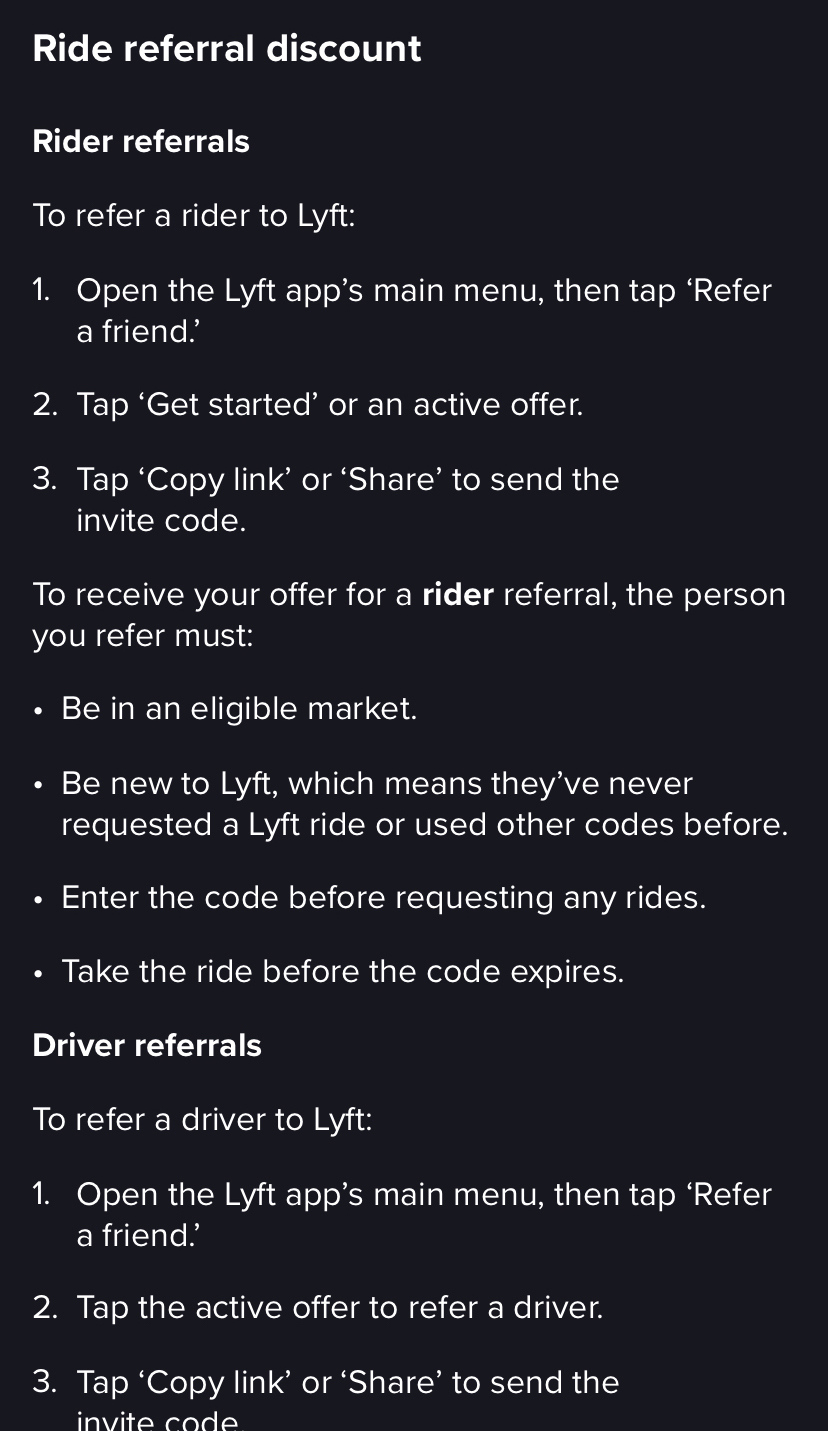 Ride referral discount
Rider referrals
To refer a rider to Lyft:
1. Open the Lyft app’s main menu, then tap ‘Refer
a friend.’
2. Tap ‘Get started’ or an active offer.
3. Tap ‘Copy link’ or ‘Share’ to send the
invite code.
To receive your offer for a rider referral, the person
you refer must:
• Be in an eligible market.
• Be new to Lyft, which means they’ve never
requested a Lyft ride or used other codes before.
• Enter the code before requesting any rides.
• Take the ride before the code expires.
Driver referrals
To refer a driver to Lyft:
1. Open the Lyft app’s main menu, then tap ‘Refer
a friend.’
2. Tap the active offer to refer a driver.
3. Tap ‘Copy link’ or ‘Share’ to send the
invite code.